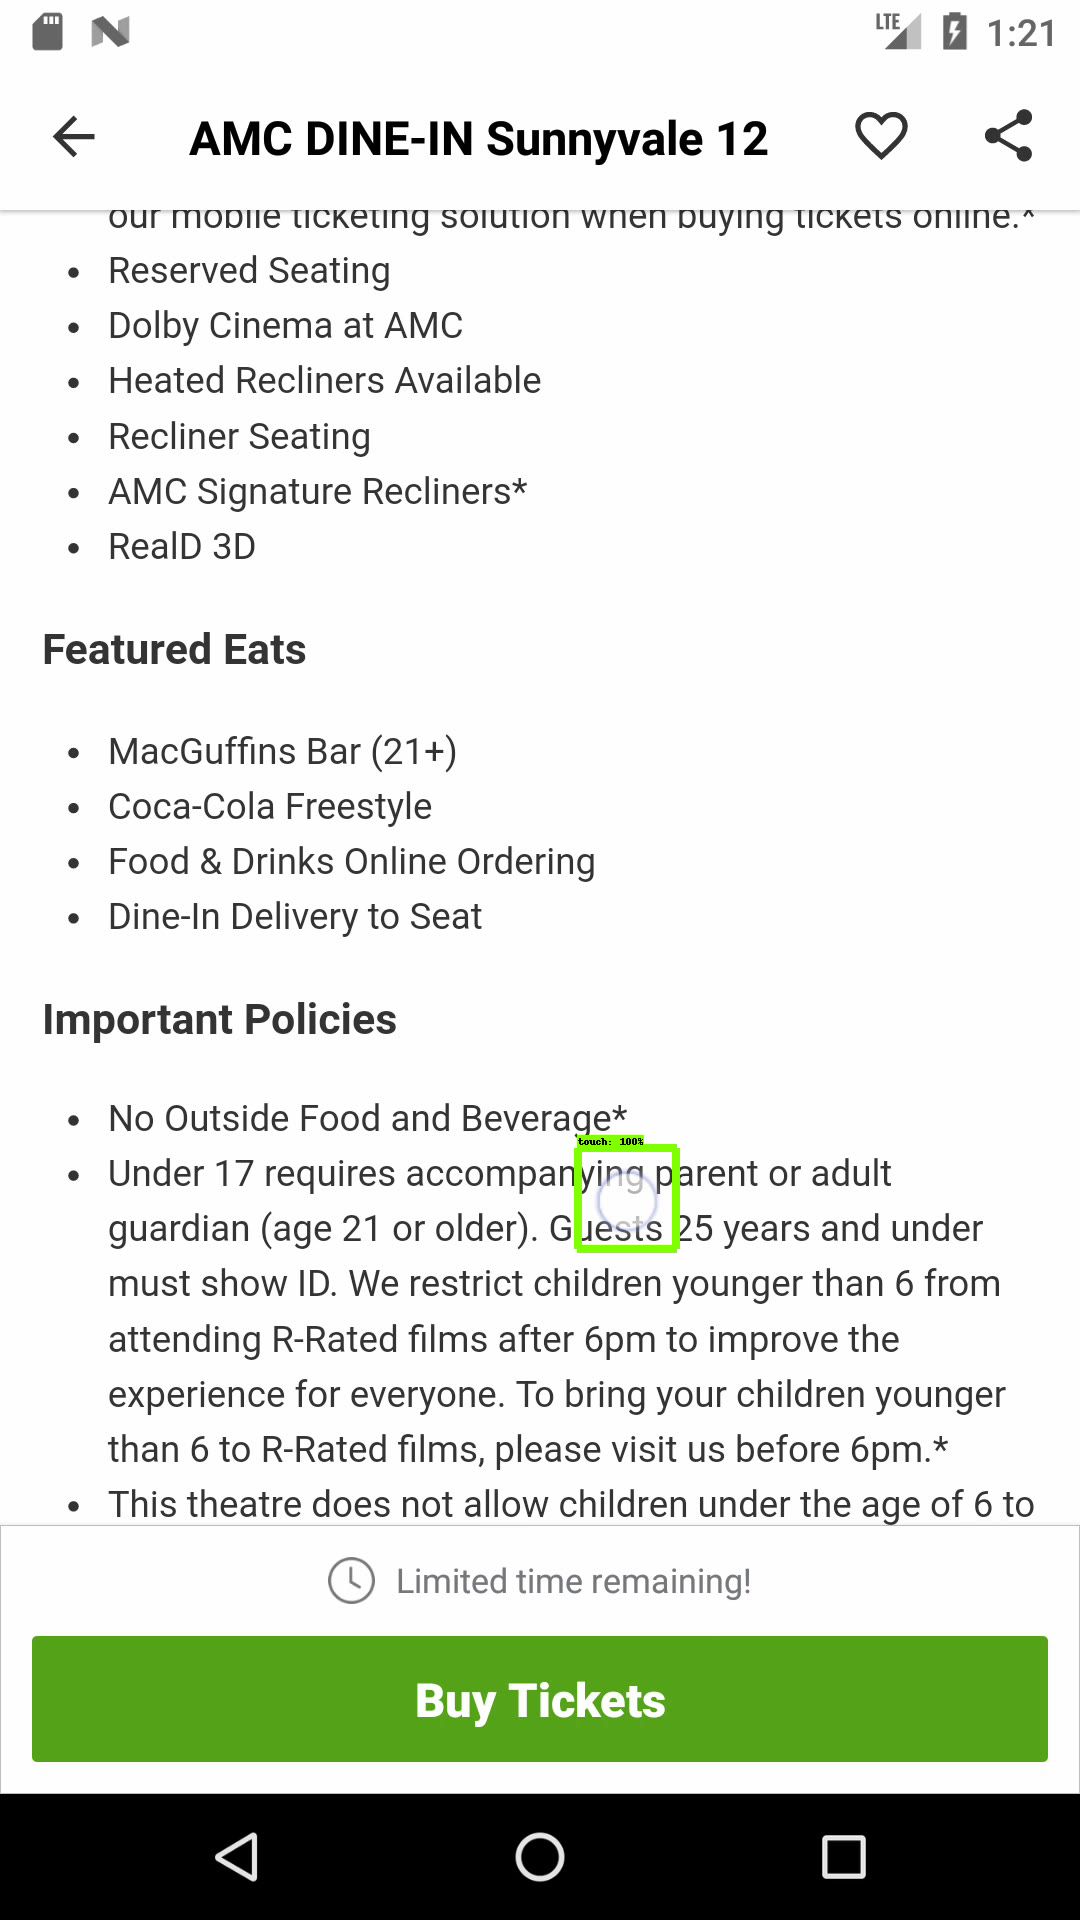 LTE 1:21
AMC DINE-IN Sunnyvale 12
our mobile ticketing solution when buying tickets online.*
• Reserved Seating
• Dolby Cinema at AMC
• Heated Recliners Available
• Recliner Seating
• AMC Signature Recliners*
• RealD 3D
Featured Eats
• MacGuffins Bar (21+)
• Coca-Cola Freestyle
• Food & Drinks Online Ordering
• Dine-In Delivery to Seat
Important Policies
• No Outside Food and Beverage*
touch: 100%
• Under 17 requires accompanying parent or adult
guardian (age 21 or older). Guests 25 years and under
must show ID. We restrict children younger than 6 from
attending R-Rated films after 6pm to improve the
experience for everyone. To bring your children younger
than 6 to R-Rated films, please visit us before 6pm.*
• This theatre does not allow children under the age of 6 to
Limited time remaining!
Buy Tickets